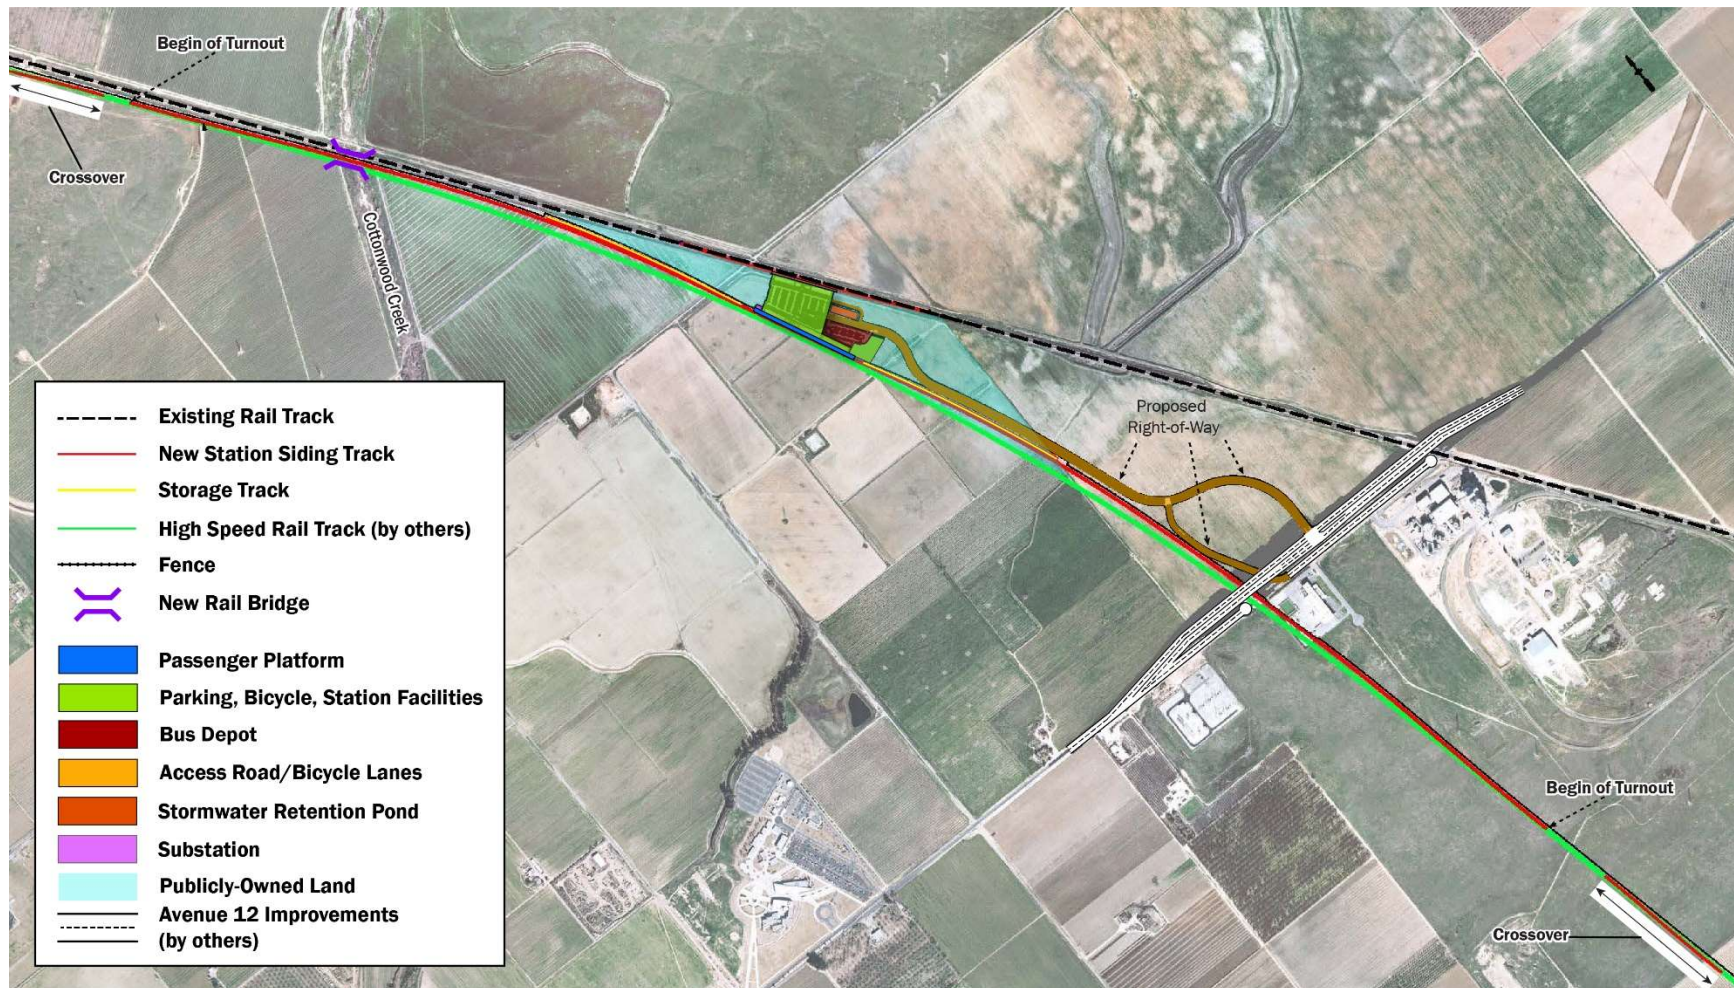 Begin of Turnout
Crossover
Cottonwood Creek
Proposed
Right-of-Way
Existing Rail Track
New Station Siding Track
Storage Track
High Speed Rail Track (by others)
Fence
New Rail Bridge
Passenger Platform
Parking, Bicycle, Station Facilities
Bus Depot
Access Road/Bicycle Lanes
Stormwater Retention Pond
Substation
Publicly-Owned Land
Avenue 12 Improvements
(by others)
Begin of Turnout
Crossover